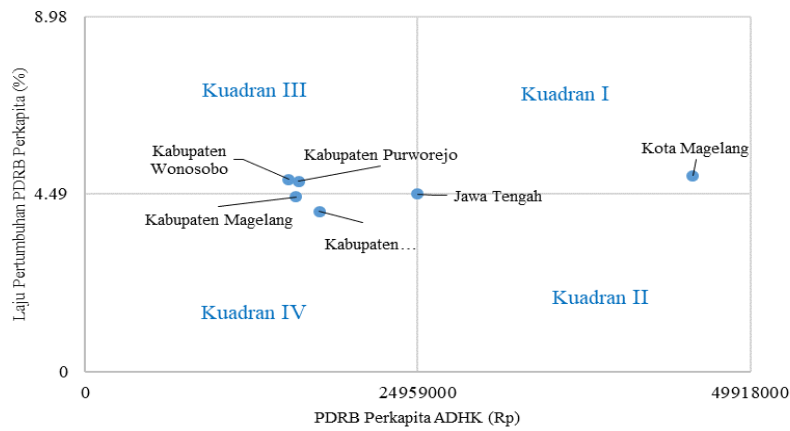 8.98
Kuadran III
Kuadran I
Kabupaten
Wonosobo
Kabupaten Purworejo
Kota Magelang
4.49
Jawa Tengah
Kabupaten Magelang
Kabupaten…
Kuadran IV
Kuadran II
0
0
24959000
49918000
PDRB Perkapita ADHK (Rp)
Laju Pertumbuhan PDRB Perkapita (%)